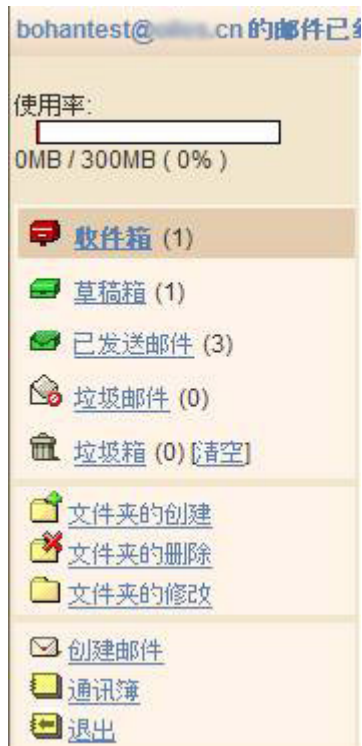 bohantest@ .cn 的邮件已
使用率:
0MB / 300MB ( 0% )
收件箱 (1)
草稿箱 (1)
已发送邮件 (3)
垃圾邮件 (0)
垃圾箱 (0) [清空]
文件夹的创建
文件夹的删除
文件夹的修改
创建邮件
通讯簿
退出